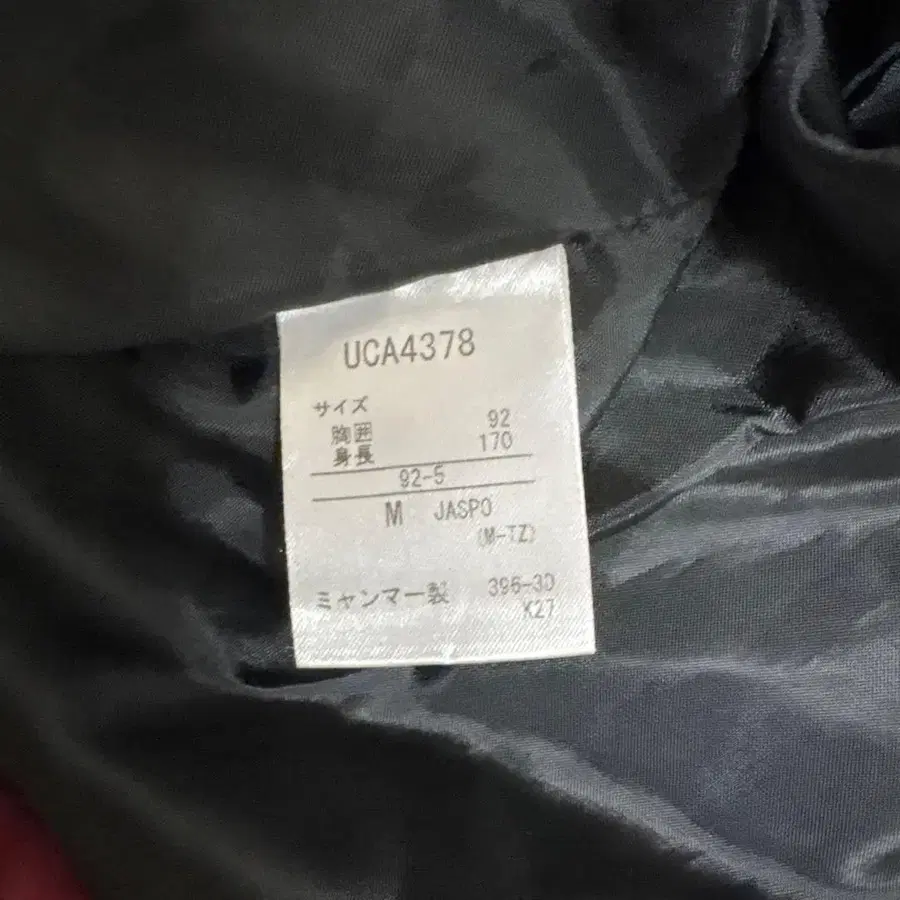 UCA4378
サイズ
胸囲 92
身長 170
92-5
M JASPO
(M-TZ)
ミャンマー製 396-30
K27